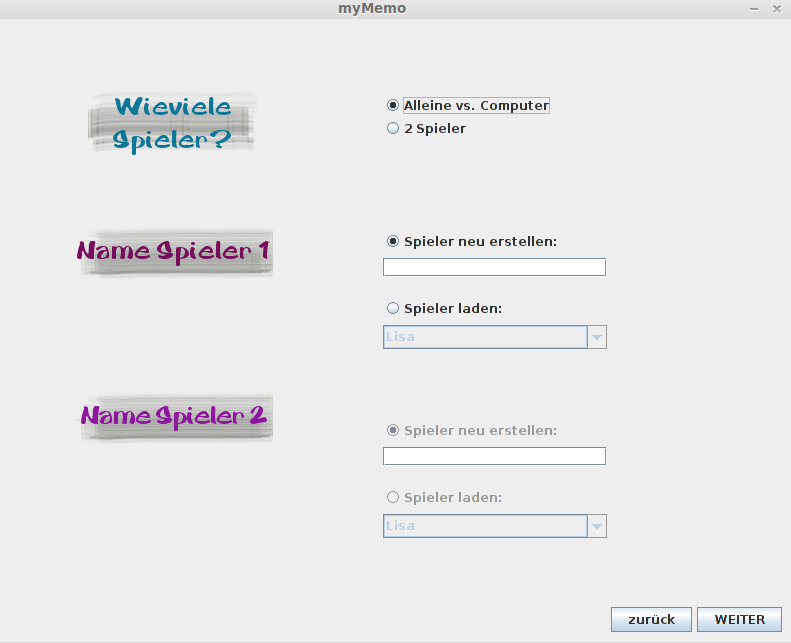 myMemo
Wieviele
Spieler?
Alleine vs. Computer
2 Spieler
Name Spieler 1
Spieler neu erstellen:
Spieler laden:
Lisa
Name Spieler 2
Spieler neu erstellen:
Spieler laden:
Lisa
zurück
WEITER